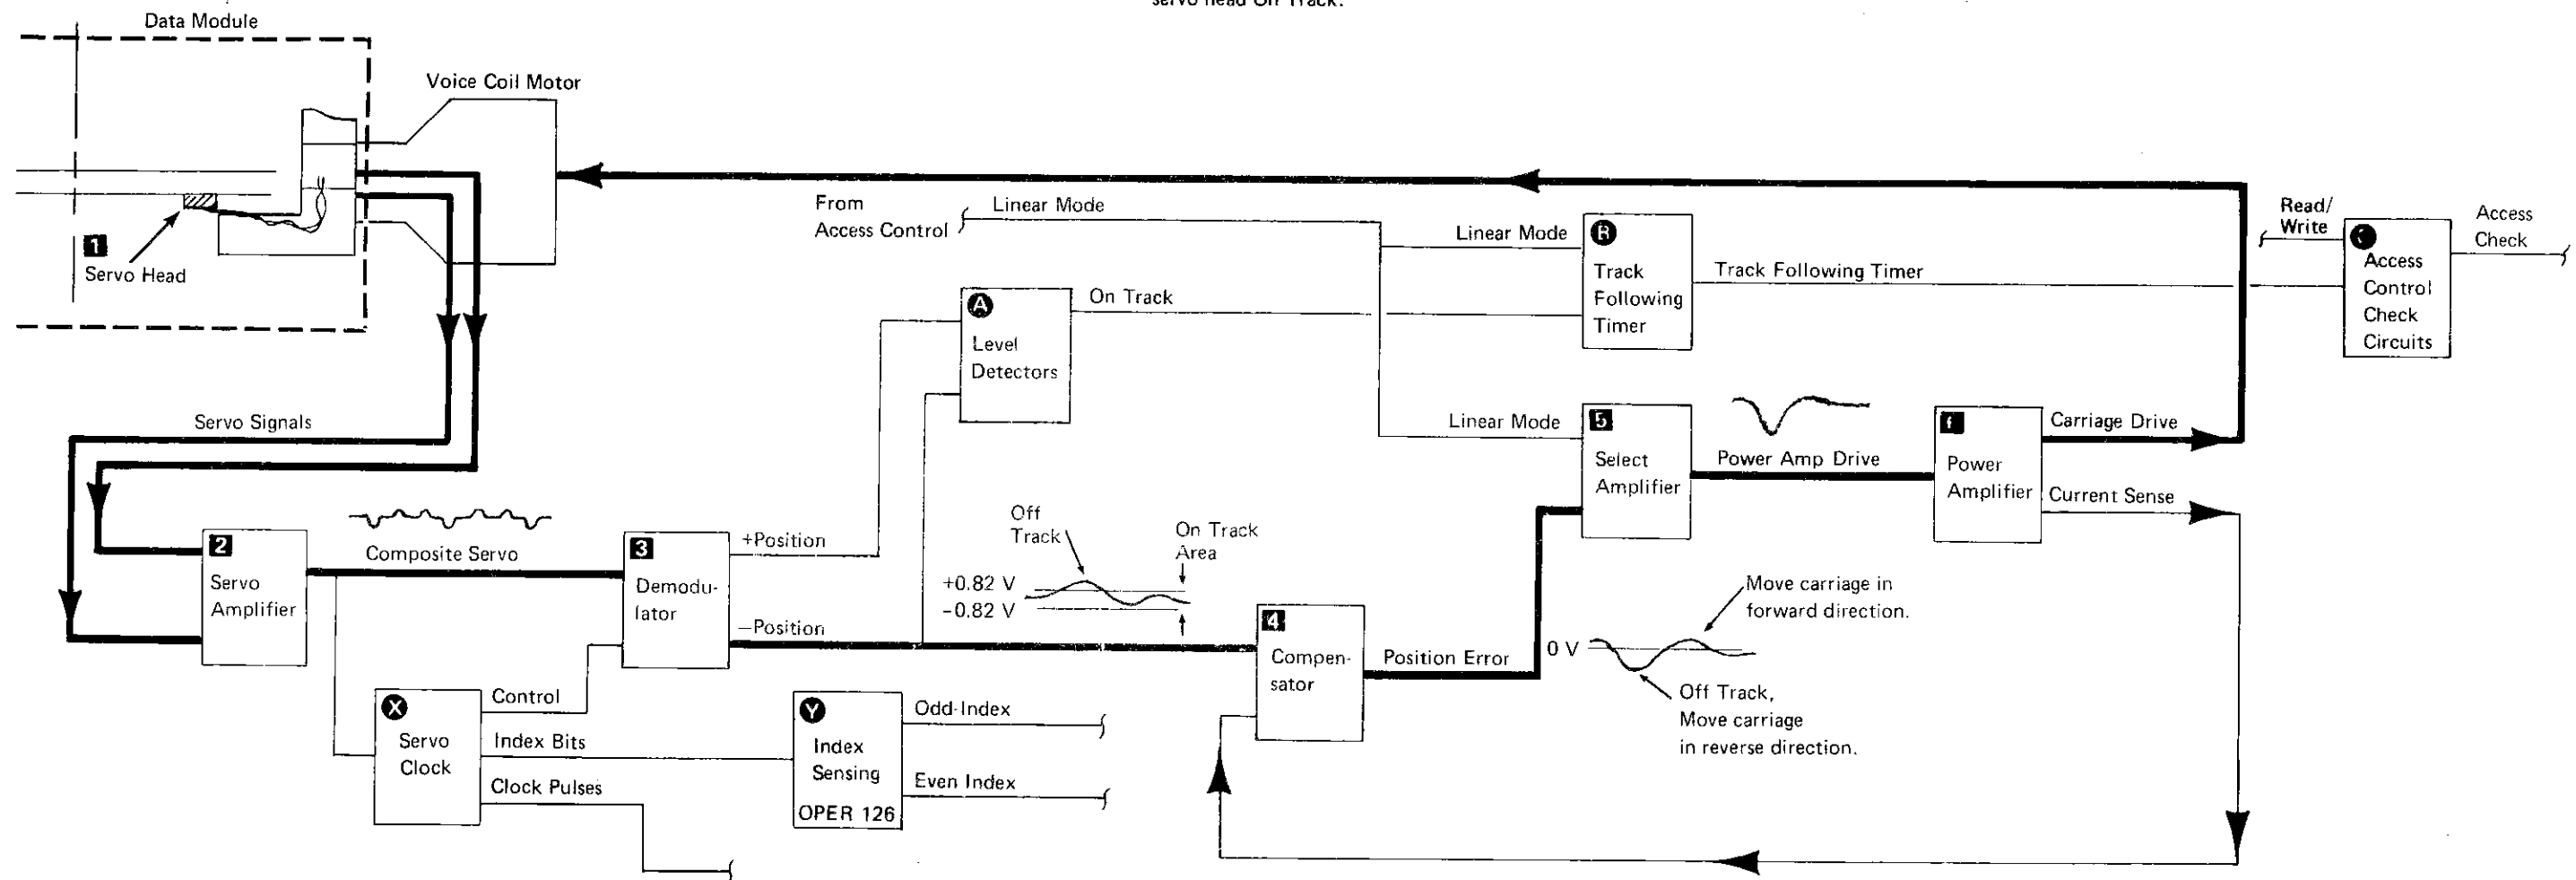 servo head On Track.
Data Module
Voice Coil Motor
1
Servo Head
From
Access Control
Linear Mode
Linear Mode
B
Track
Following
Timer
Track Following Timer
Read/
Write
Access
Control
Check
Circuits
Access
Check
A
Level
Detectors
On Track
Servo Signals
Linear Mode
5
Select
Amplifier
Power Amp Drive
Power
Amplifier
Carriage Drive
Current Sense
2
Servo
Amplifier
Composite Servo
3
Demodu-
lator
+Position
−Position
Off
Track
On Track
Area
+0.82 V
−0.82 V
4
Compen-
sator
Position Error
0 V
Move carriage in
forward direction.
Off Track,
Move carriage
in reverse direction.
X
Servo
Clock
Control
Index Bits
Clock Pulses
Y
Index
Sensing
OPER 126
Odd-Index
Even Index